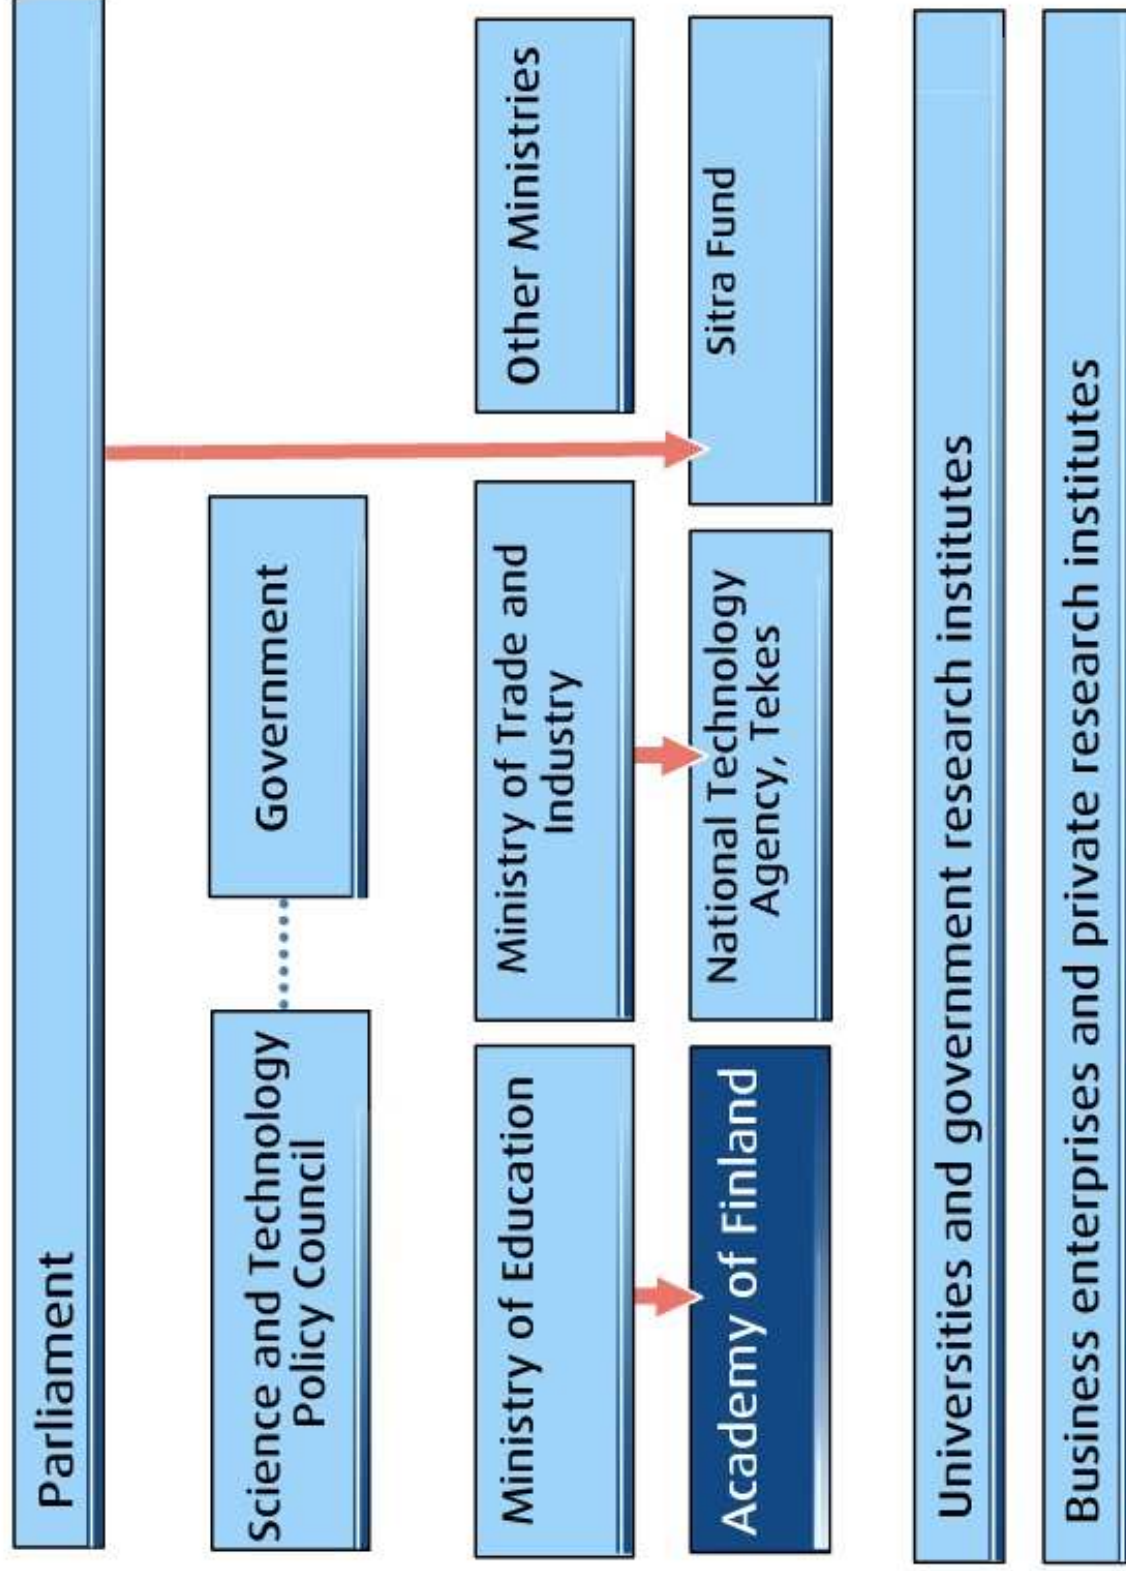 Parliament
Science and Technology
Policy Council
Government
Ministry of Education
Ministry of Trade and
Industry
Other Ministries
Academy of Finland
National Technology
Agency, Tekes
Sitra Fund
Universities and government research institutes
Business enterprises and private research institutes